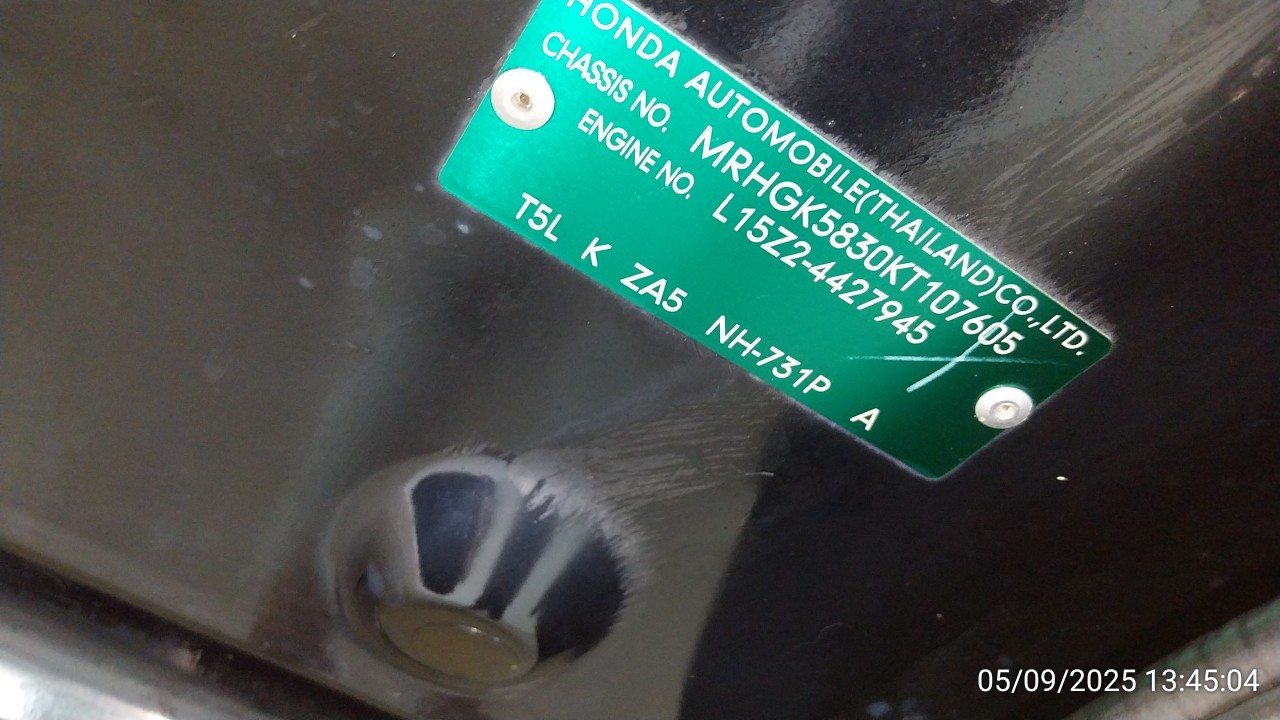 HONDA AUTOMOBILE(THAILAND)CO.,LTD.
CHASSIS NO. MRHGK5830KT107605
ENGINE NO. L15Z2-4427945
T5L K ZA5 NH-731P A
05/09/2025 13:45:04